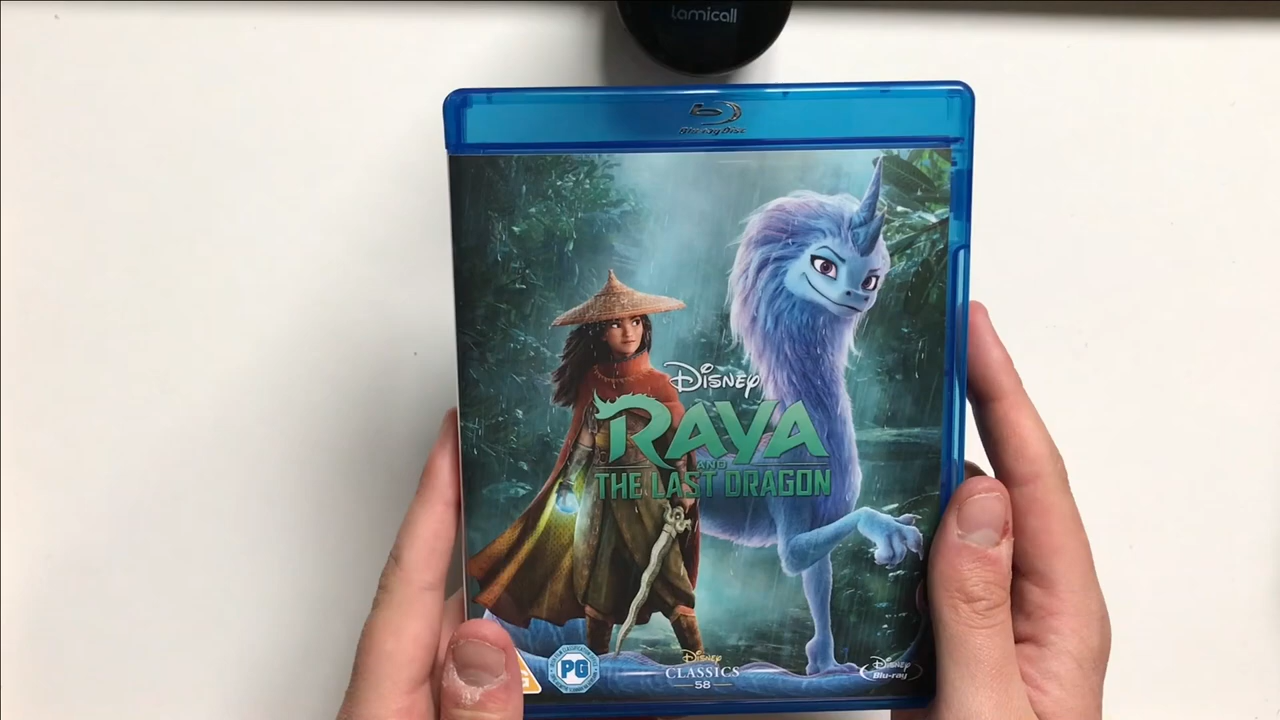 lamicall
Blu-ray Disc
Disney
RAYA
AND
THE LAST DRAGON
PG
Disney
CLASSICS
58
Disney
Blu-ray